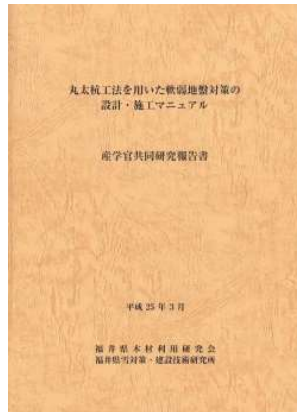 丸太杭工法を用いた軟弱地盤対策の
設計・施工マニュアル
産学官共同研究報告書
平成 25 年 3 月
福井県木材利用研究会
福井県雪対策・建設技術研究所